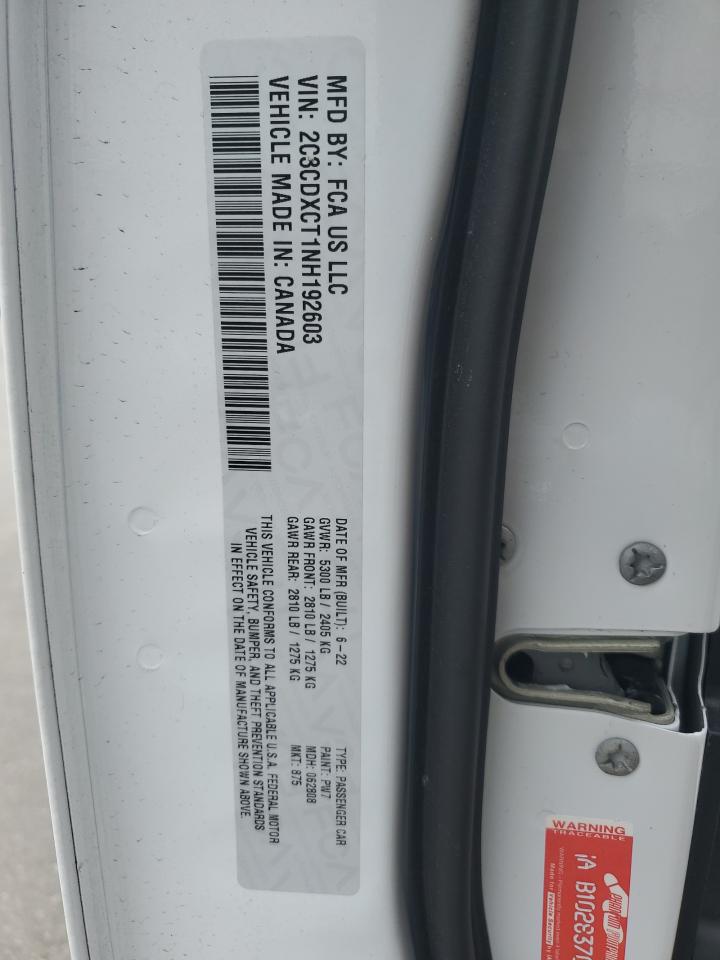 MFD BY: FCA US LLC
VIN: 2C3CDXCT1NH192603
VEHICLE MADE IN: CANADA
DATE OF MFR (BUILT): 6-22
GVWR: 5300 LB / 2405 KG
GAWR FRONT: 2810 LB / 1275 KG
GAWR REAR: 2810 LB / 1275 KG
THIS VEHICLE CONFORMS TO ALL APPLICABLE U.S.A. FEDERAL MOTOR
VEHICLE SAFETY, BUMPER, AND THEFT PREVENTION STANDARDS
IN EFFECT ON THE DATE OF MANUFACTURE SHOWN ABOVE.
TYPE: PASSENGER CAR
PAINT: PW7
MDH: 062808
MKT: 875
WARNING
TRACEABLE
iA B1028370